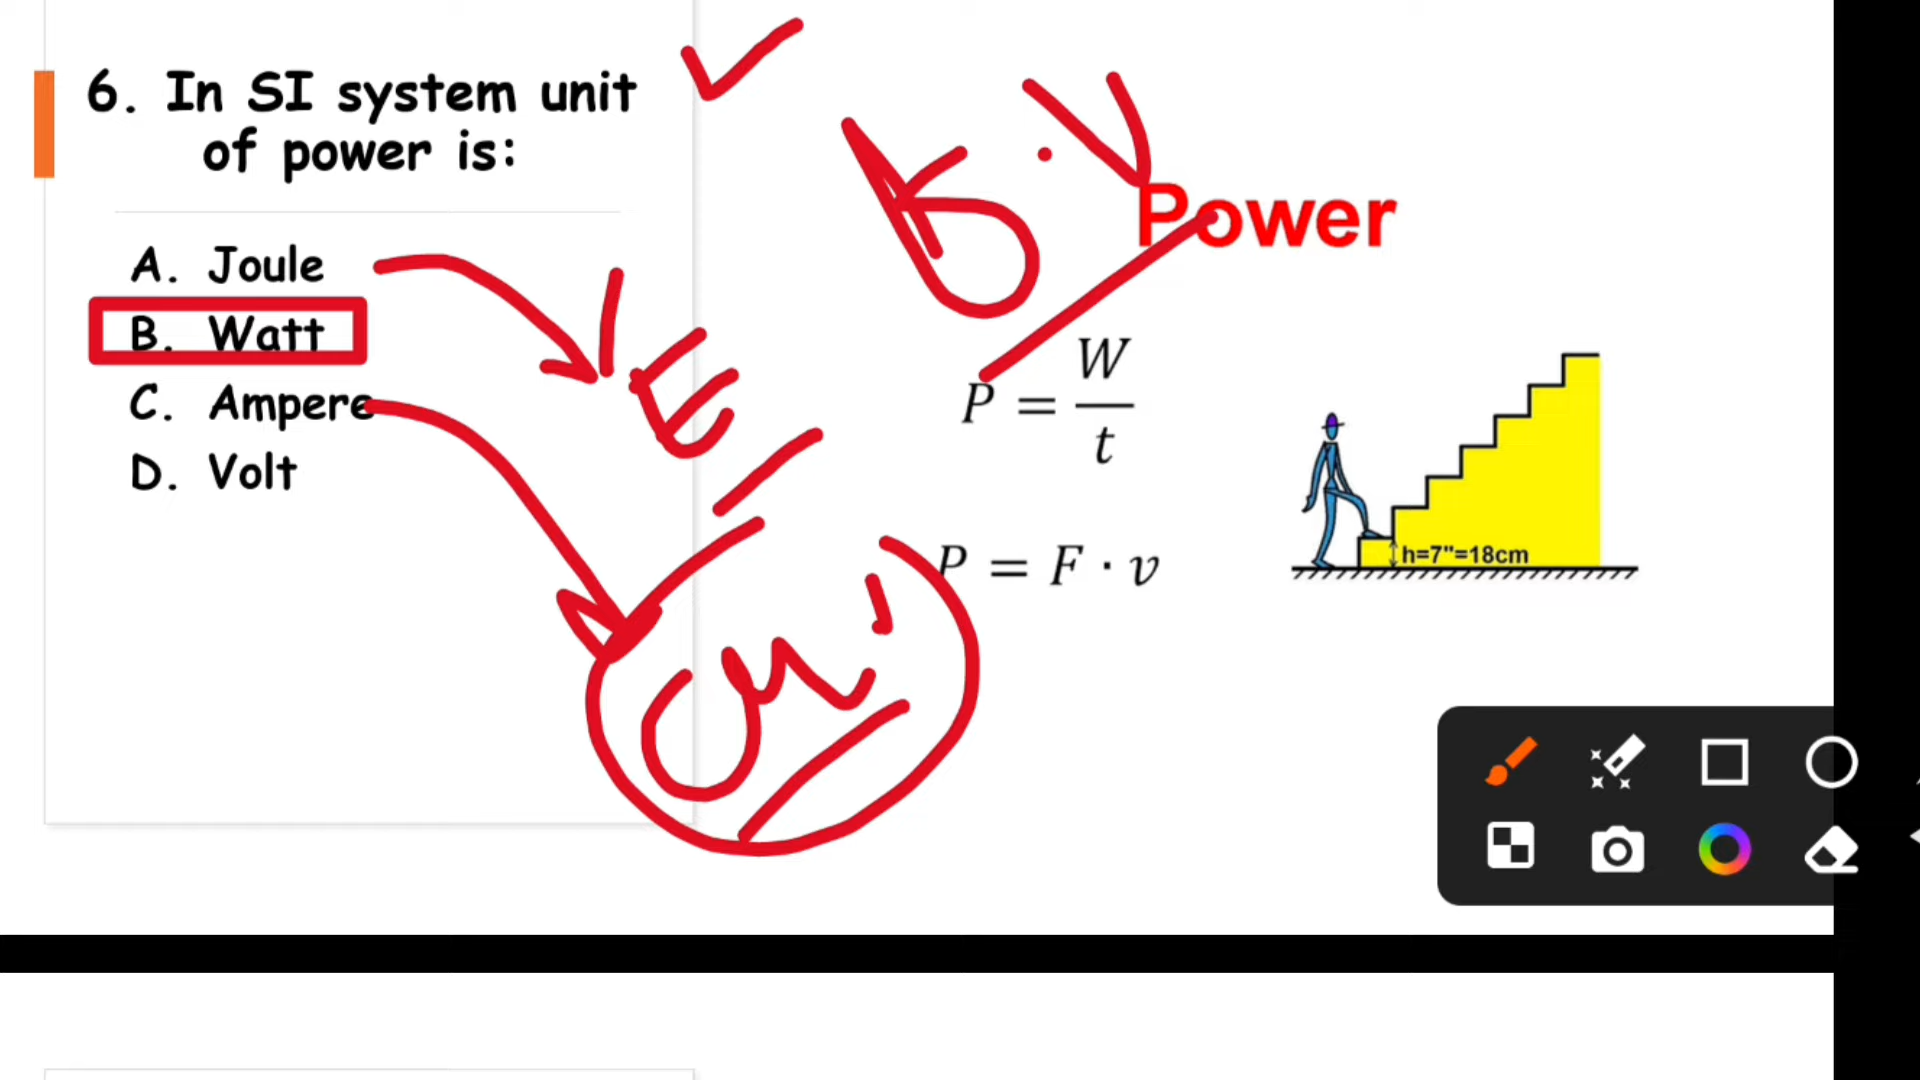 6. In SI system unit
of power is:
A. Joule
B. Watt
C. Ampere
D. Volt
Power
P = W/t
P = F · v
h=7"=18cm